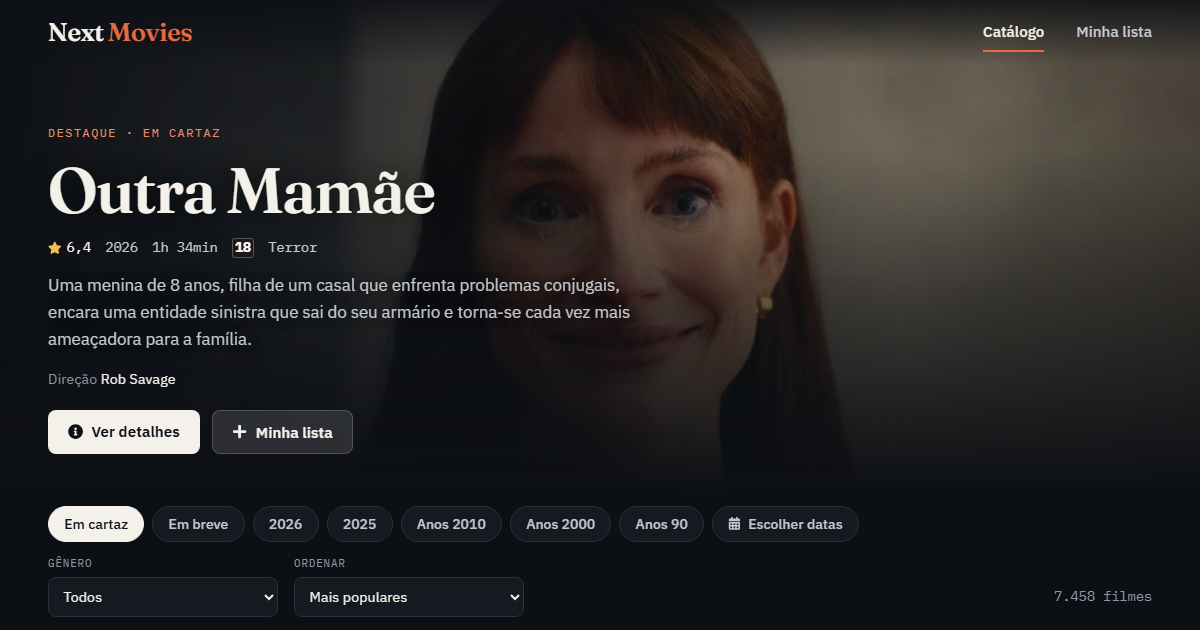 Next Movies
Catálogo
Minha lista
DESTAQUE · EM CARTAZ
Outra Mamãe
6,4 2026 1h 34min 18 Terror
Uma menina de 8 anos, filha de um casal que enfrenta problemas conjugais,
encara uma entidade sinistra que sai do seu armário e torna-se cada vez mais
ameaçadora para a família.
Direção Rob Savage
Ver detalhes
Minha lista
Em cartaz
Em breve
2026
2025
Anos 2010
Anos 2000
Anos 90
Escolher datas
GÊNERO
ORDENAR
Todos
Mais populares
7.458 filmes